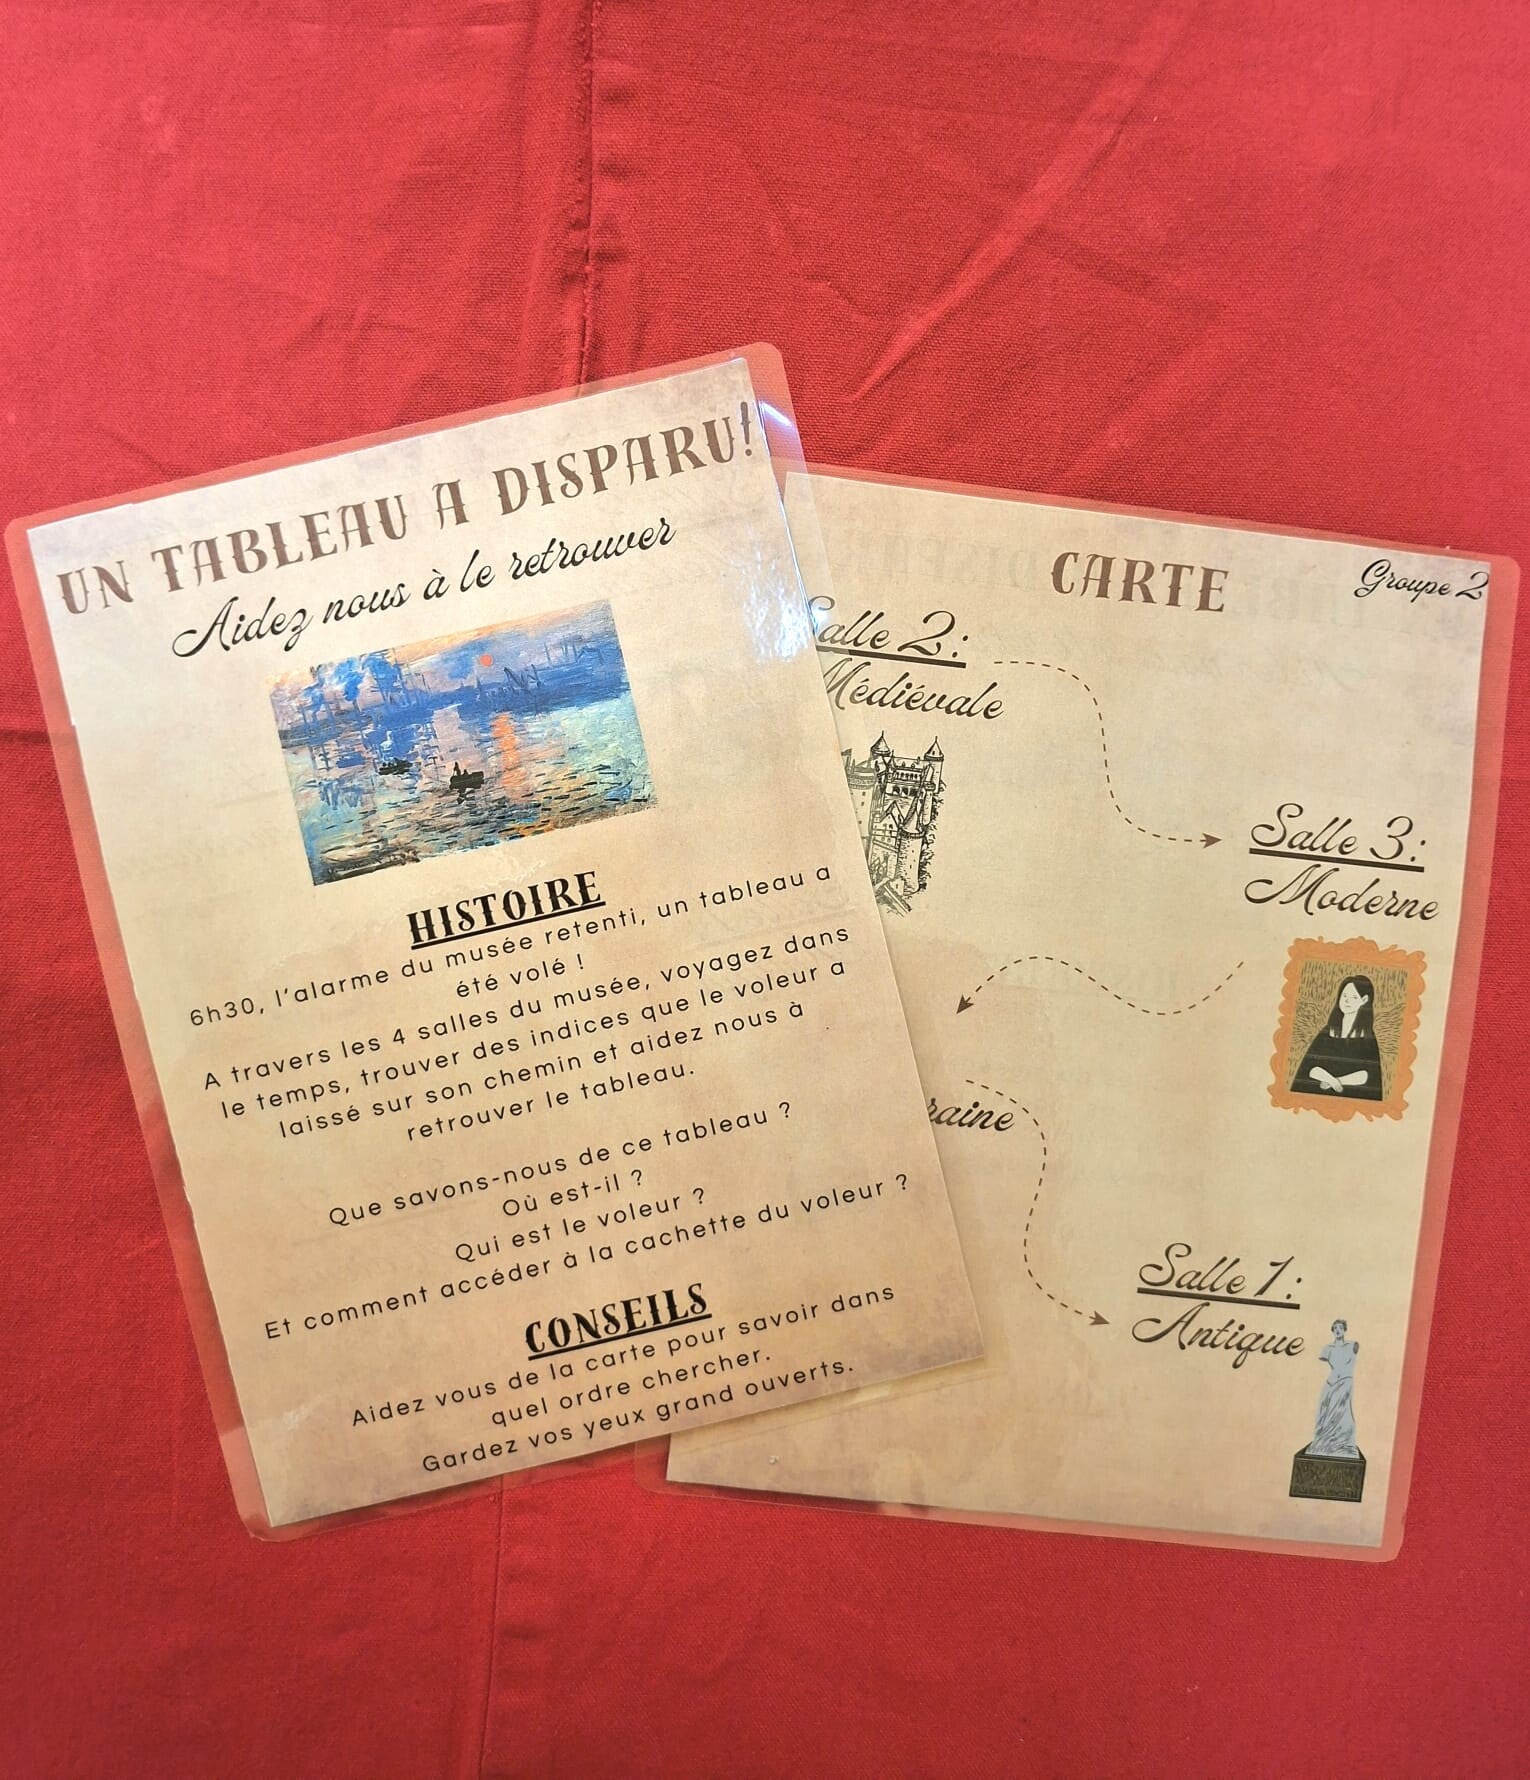 UN TABLEAU A DISPARU!
Aidez nous à le retrouver
HISTOIRE
6h30, l'alarme du musée retenti, un tableau a
été volé !
A travers les 4 salles du musée, voyagez dans
le temps, trouver des indices que le voleur a
laissé sur son chemin et aidez nous à
retrouver le tableau.
Que savons-nous de ce tableau ?
Où est-il ?
Qui est le voleur ?
Et comment accéder à la cachette du voleur ?
CONSEILS
Aidez vous de la carte pour savoir dans
quel ordre chercher.
Gardez vos yeux grand ouverts.
CARTE
Groupe 2
Salle 2:
Médiévale
Salle 3:
Moderne
raine
Salle 1:
Antique